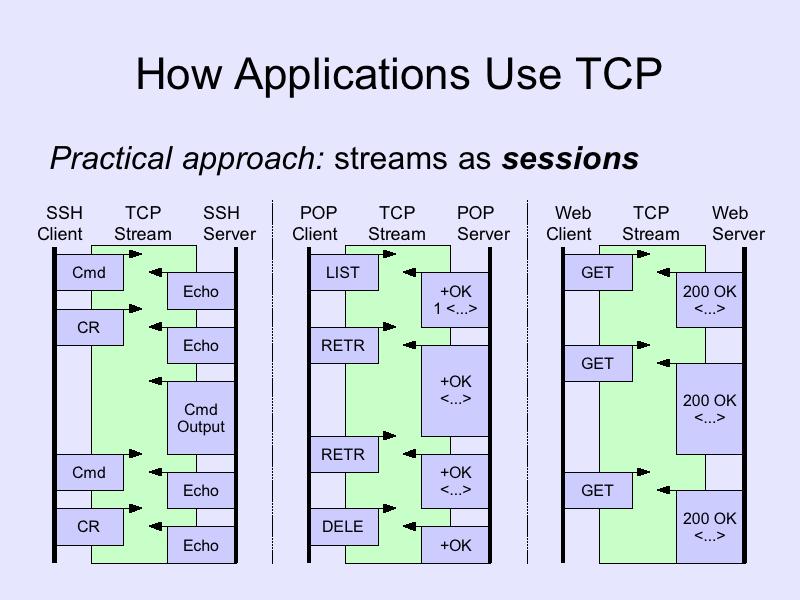 How Applications Use TCP
Practical approach: streams as sessions
SSH Client
TCP Stream
SSH Server
Cmd
Echo
CR
Echo
Cmd Output
Cmd
Echo
CR
Echo
POP Client
TCP Stream
POP Server
LIST
+OK
1 <...>
RETR
+OK
<...>
RETR
+OK
<...>
DELE
+OK
Web Client
TCP Stream
Web Server
GET
200 OK
<...>
GET
200 OK
<...>
GET
200 OK
<...>